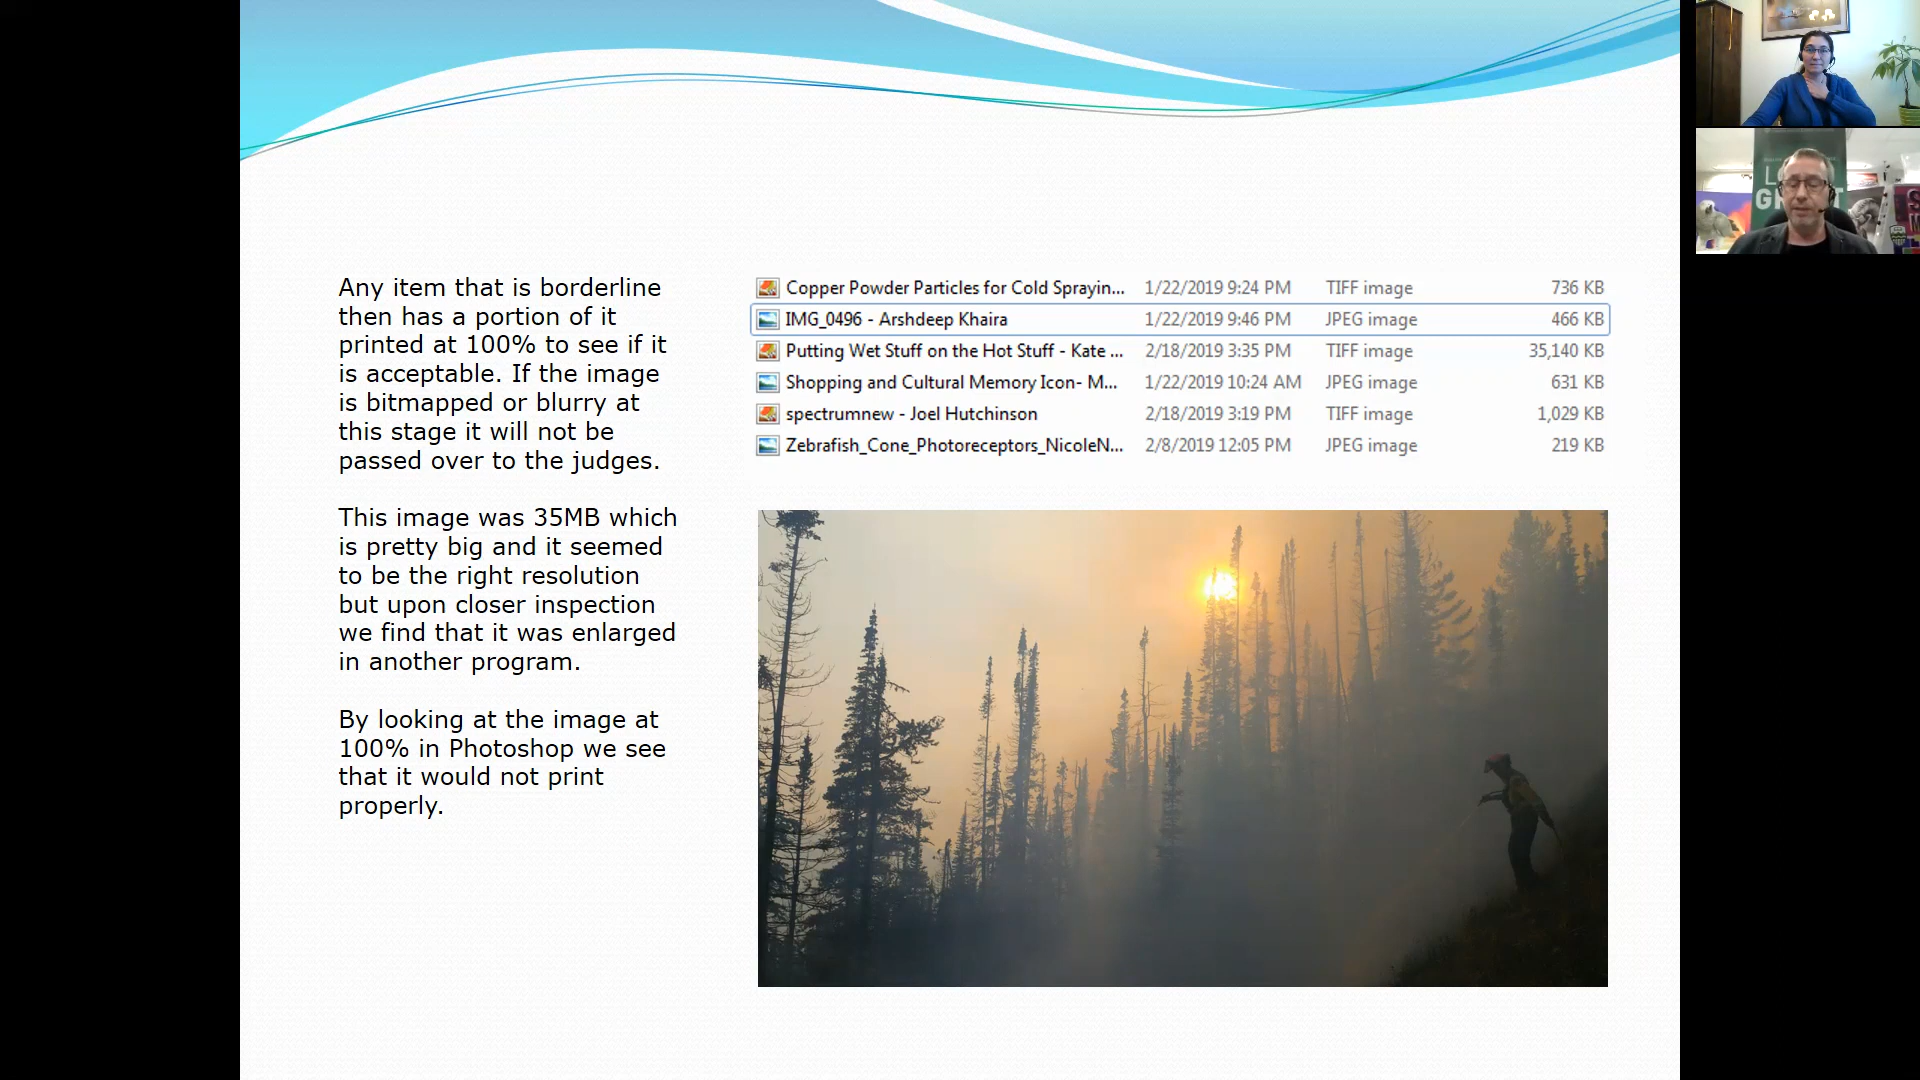 Any item that is borderline
then has a portion of it
printed at 100% to see if it
is acceptable. If the image
is bitmapped or blurry at
this stage it will not be
passed over to the judges.
This image was 35MB which
is pretty big and it seemed
to be the right resolution
but upon closer inspection
we find that it was enlarged
in another program.
By looking at the image at
100% in Photoshop we see
that it would not print
properly.
Copper Powder Particles for Cold Sprayin... 1/22/2019 9:24 PM TIFF image 736 KB
IMG_0496 - Arshdeep Khaira 1/22/2019 9:46 PM JPEG image 466 KB
Putting Wet Stuff on the Hot Stuff - Kate ... 2/18/2019 3:35 PM TIFF image 35,140 KB
Shopping and Cultural Memory Icon- M... 1/22/2019 10:24 AM JPEG image 631 KB
spectrumnew - Joel Hutchinson 2/18/2019 3:19 PM TIFF image 1,029 KB
Zebrafish_Cone_Photoreceptors_NicoleN... 2/8/2019 12:05 PM JPEG image 219 KB